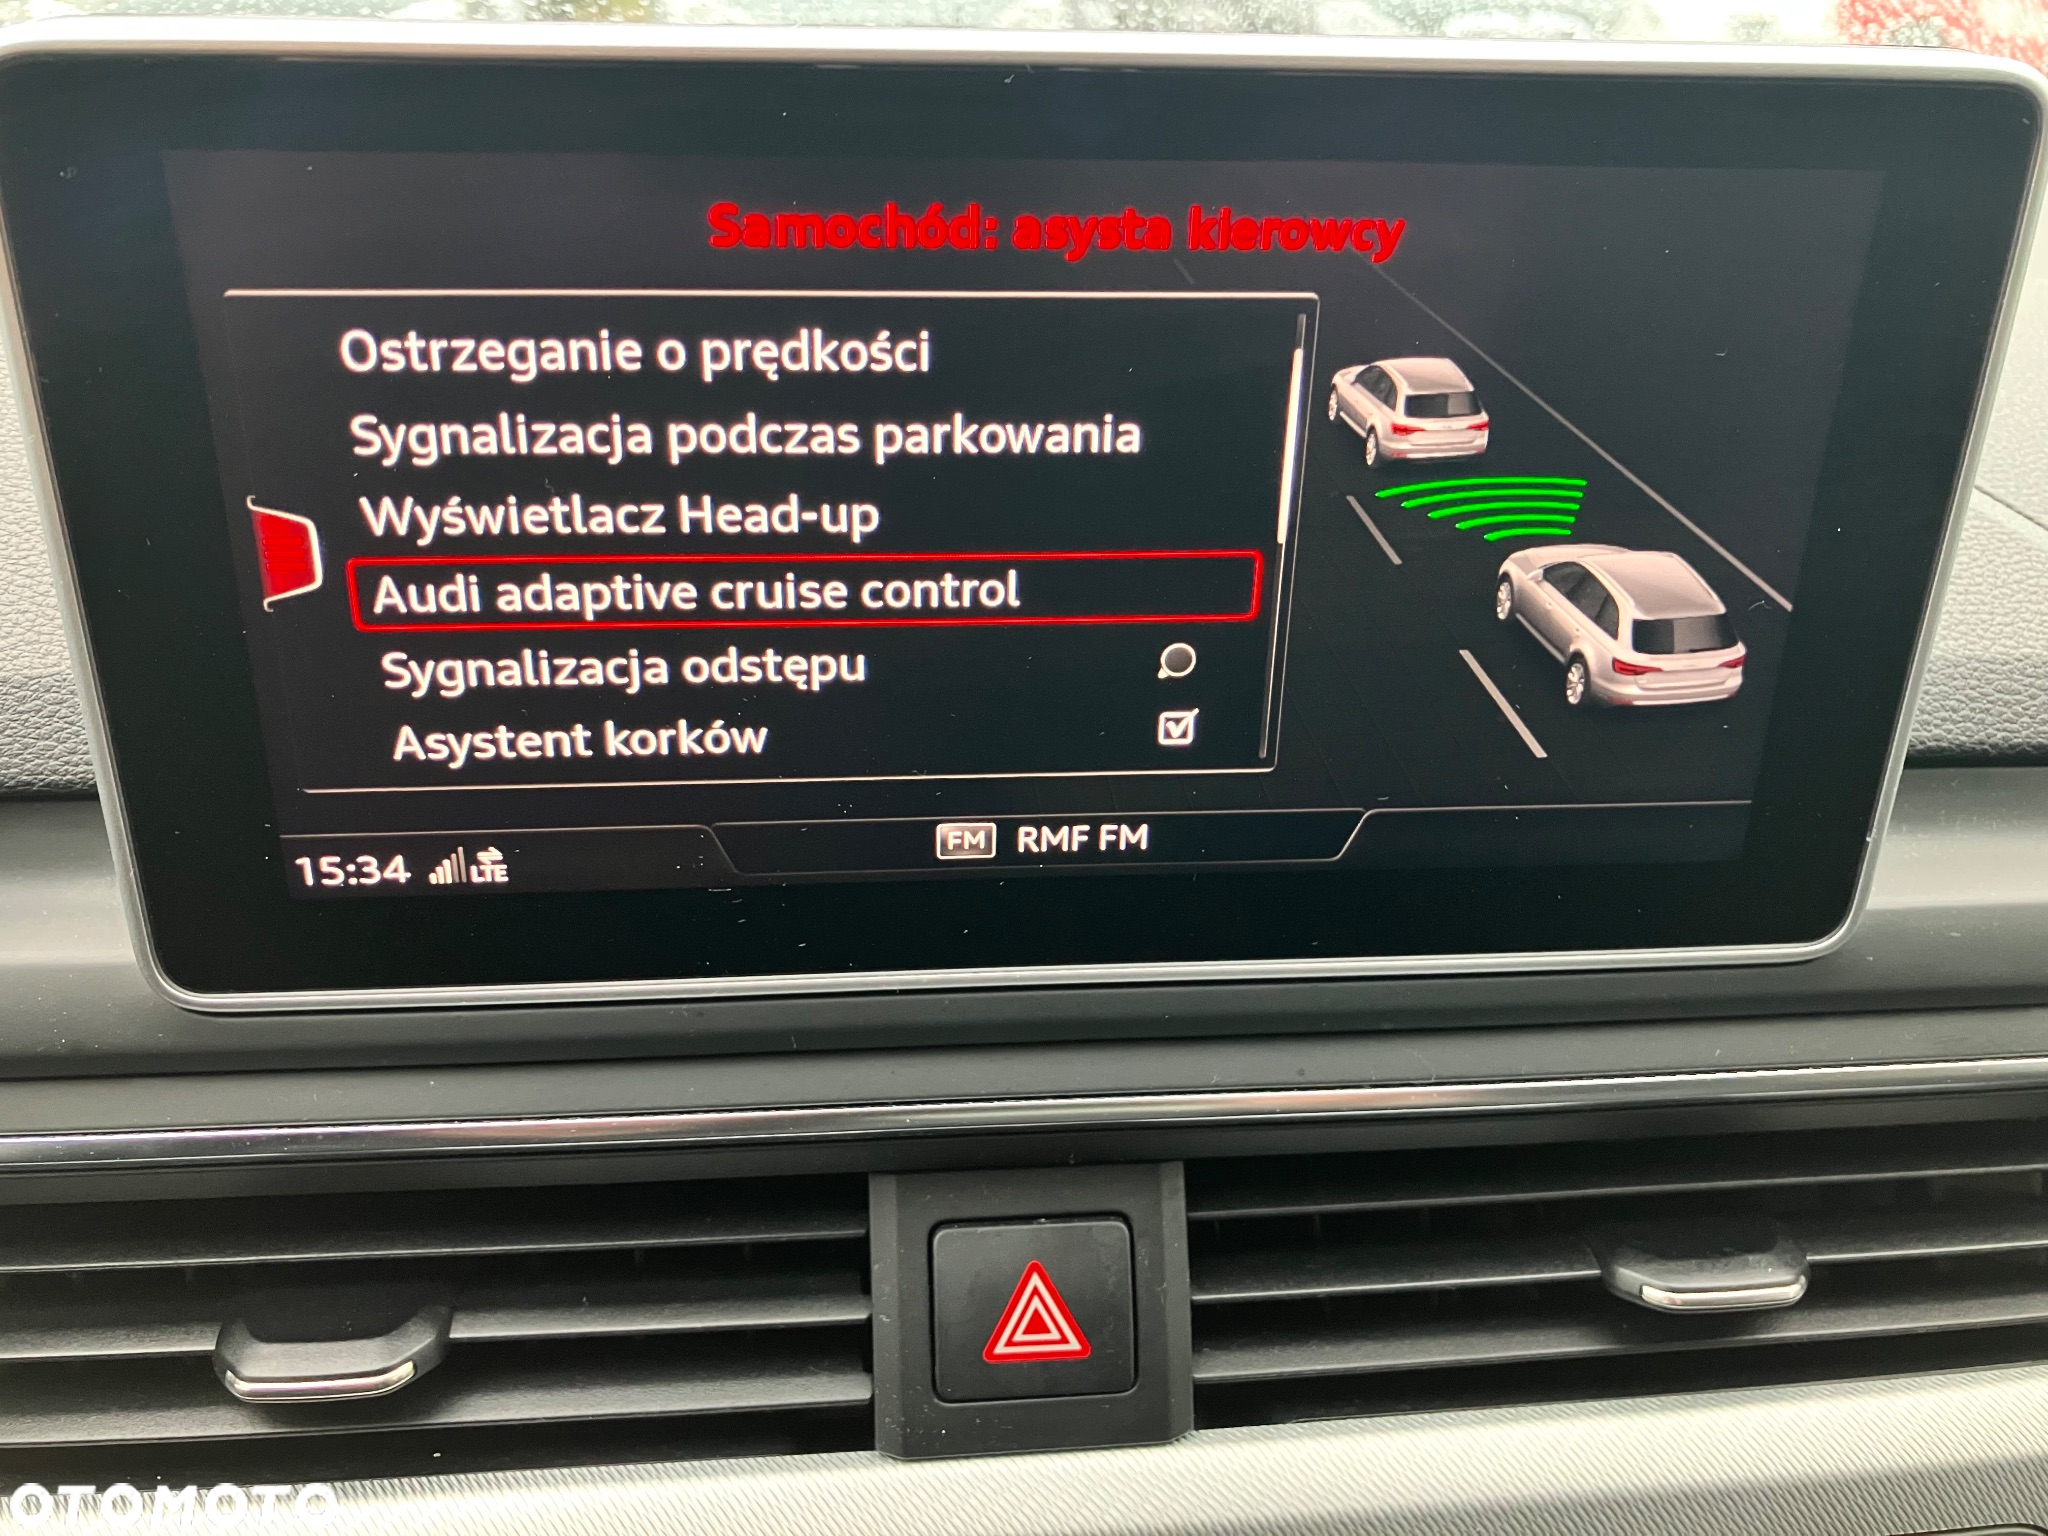 Samochód: asysta kierowcy
Ostrzeganie o prędkości
Sygnalizacja podczas parkowania
Wyświetlacz Head-up
Audi adaptive cruise control
Sygnalizacja odstępu
Asystent korków
15:34 LTE
FM RMF FM
OTOMOTO